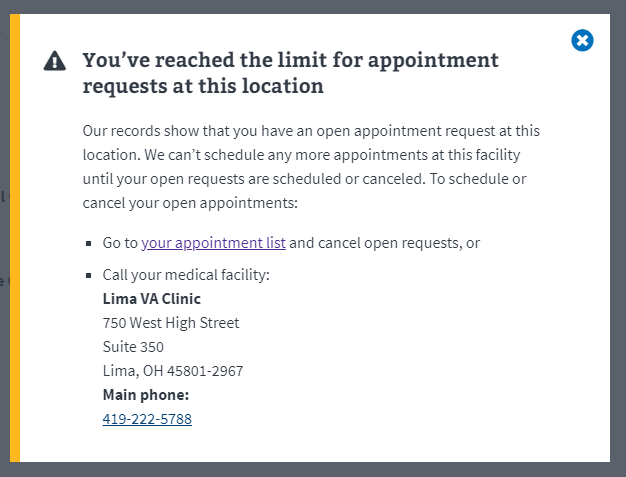 You’ve reached the limit for appointment
requests at this location
Our records show that you have an open appointment request at this
location. We can’t schedule any more appointments at this facility
until your open requests are scheduled or canceled. To schedule or
cancel your open appointments:
Go to your appointment list and cancel open requests, or
Call your medical facility:
Lima VA Clinic
750 West High Street
Suite 350
Lima, OH 45801-2967
Main phone:
419-222-5788